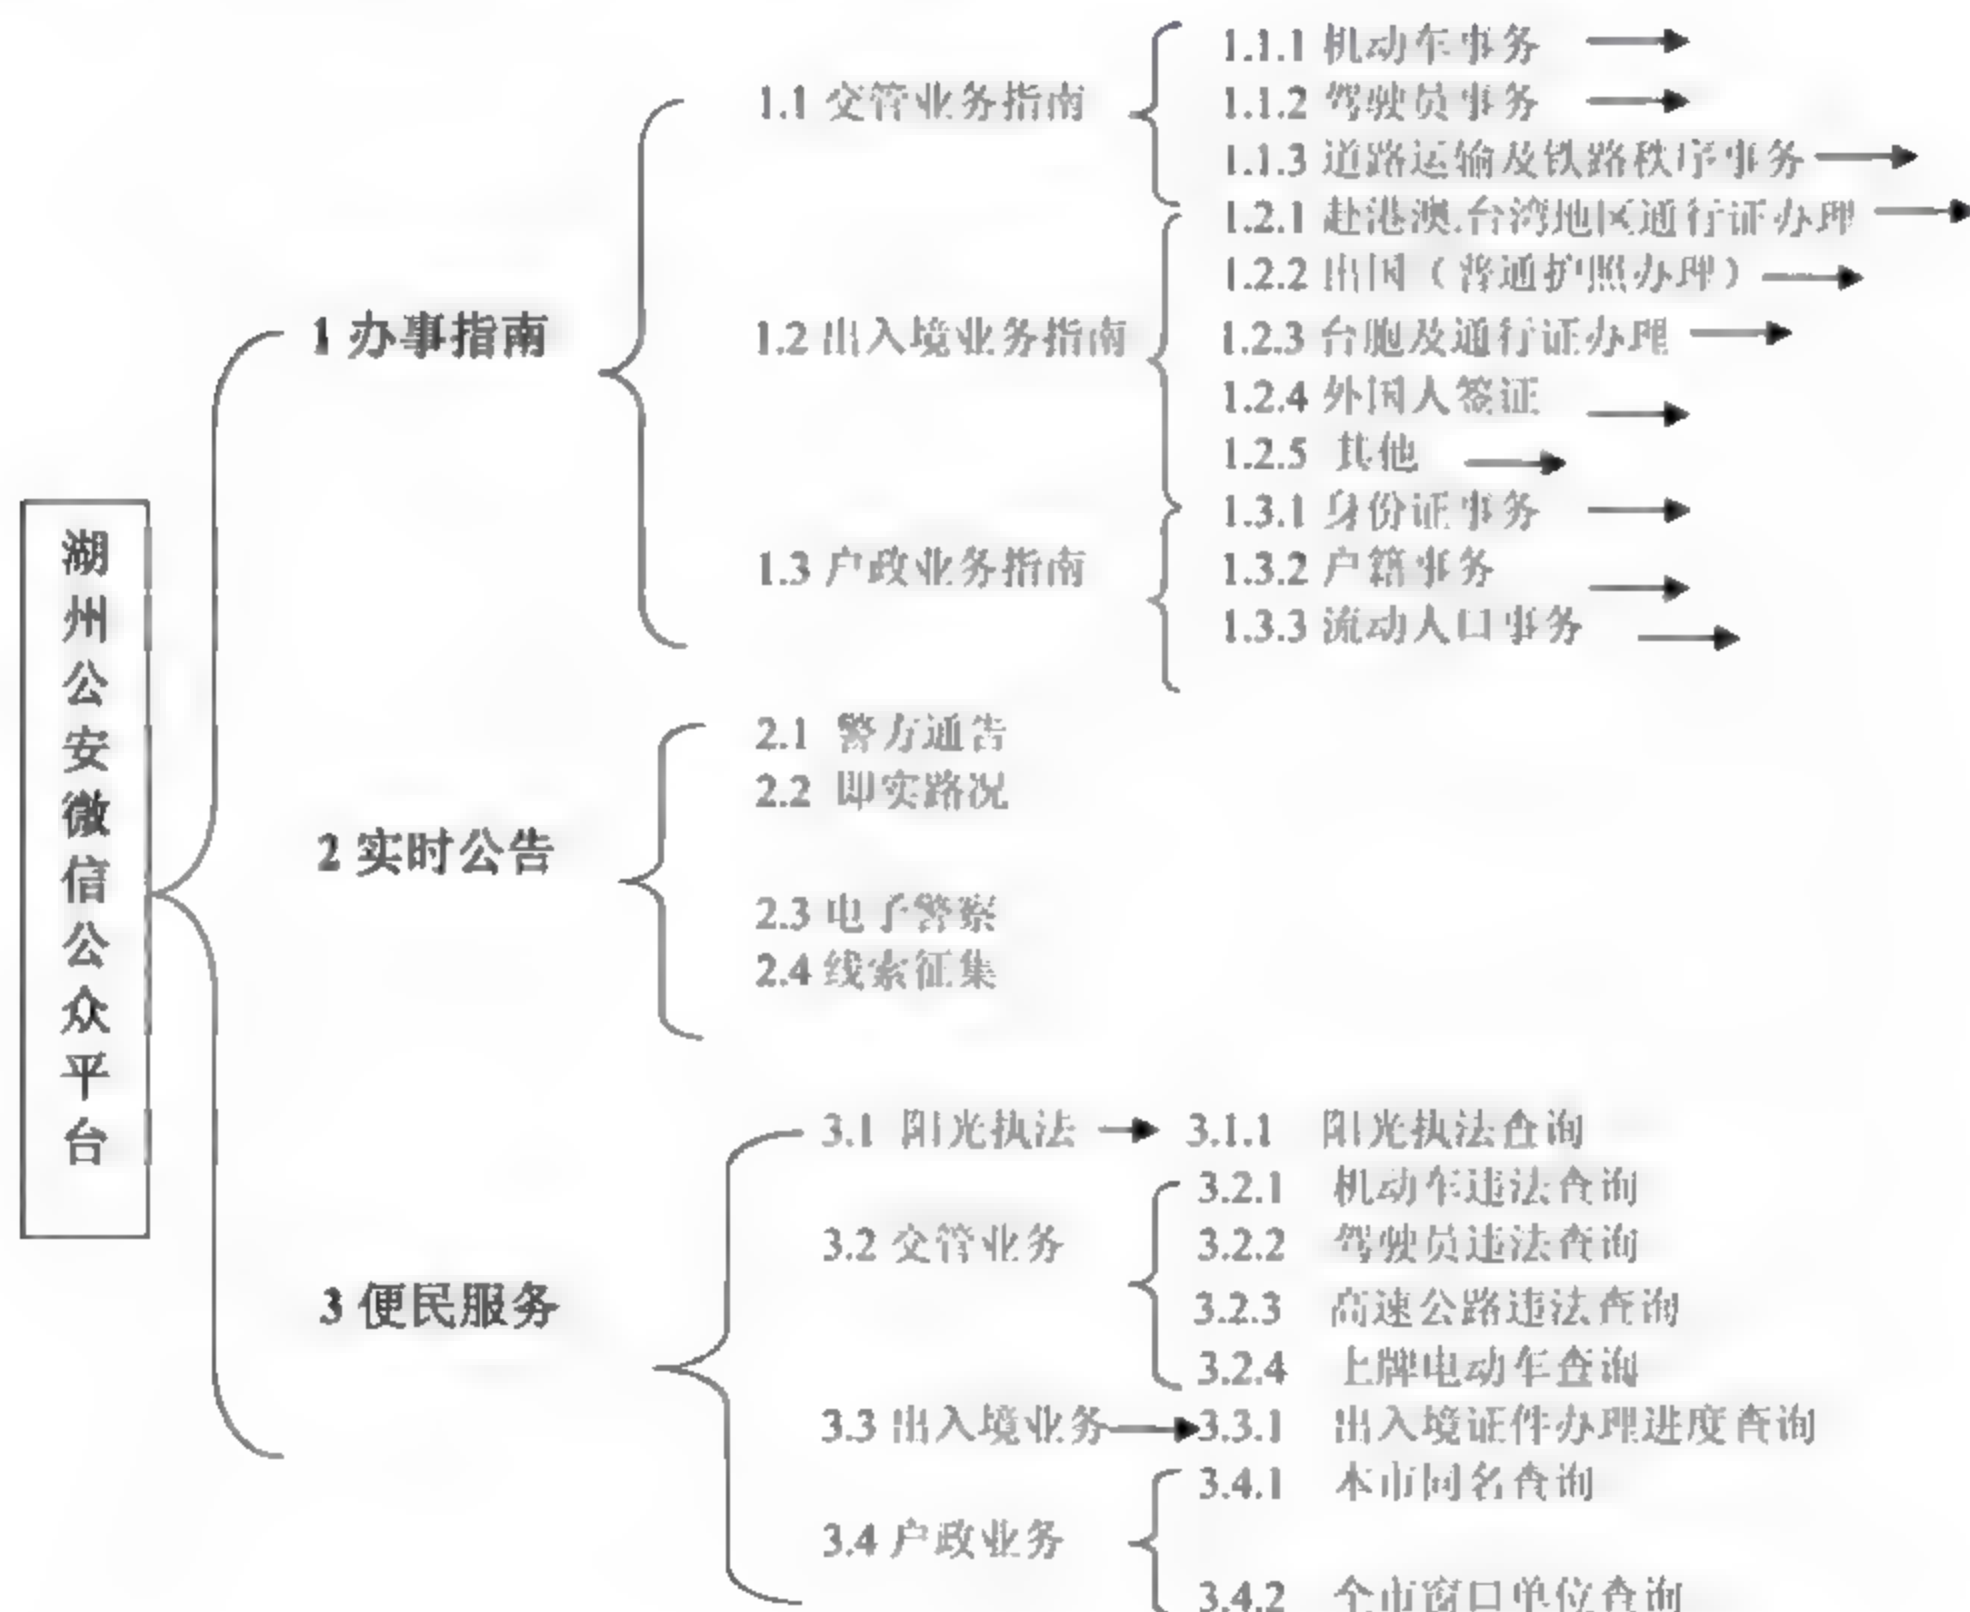 湖州公安微信公众平台
1 办事指南
1.1 交管业务指南
1.1.1 机动车事务
1.1.2 驾驶员事务
1.1.3 道路运输及铁路秩序事务
1.2 出入境业务指南
1.2.1 赴港澳台湾地区通行证办理
1.2.2 出国（普通护照办理）
1.2.3 台胞及通行证办理
1.2.4 外国人签证
1.2.5 其他
1.3 户政业务指南
1.3.1 身份证事务
1.3.2 户籍事务
1.3.3 流动人口事务
2 实时公告
2.1 警方通告
2.2 即实路况
2.3 电子警察
2.4 线索征集
3 便民服务
3.1 阳光执法
3.1.1 阳光执法查询
3.2 交管业务
3.2.1 机动车违法查询
3.2.2 驾驶员违法查询
3.2.3 高速公路违法查询
3.2.4 上牌电动车查询
3.3 出入境业务
3.3.1 出入境证件办理进度查询
3.4 户政业务
3.4.1 本市同名查询
3.4.2 全市窗口单位查询